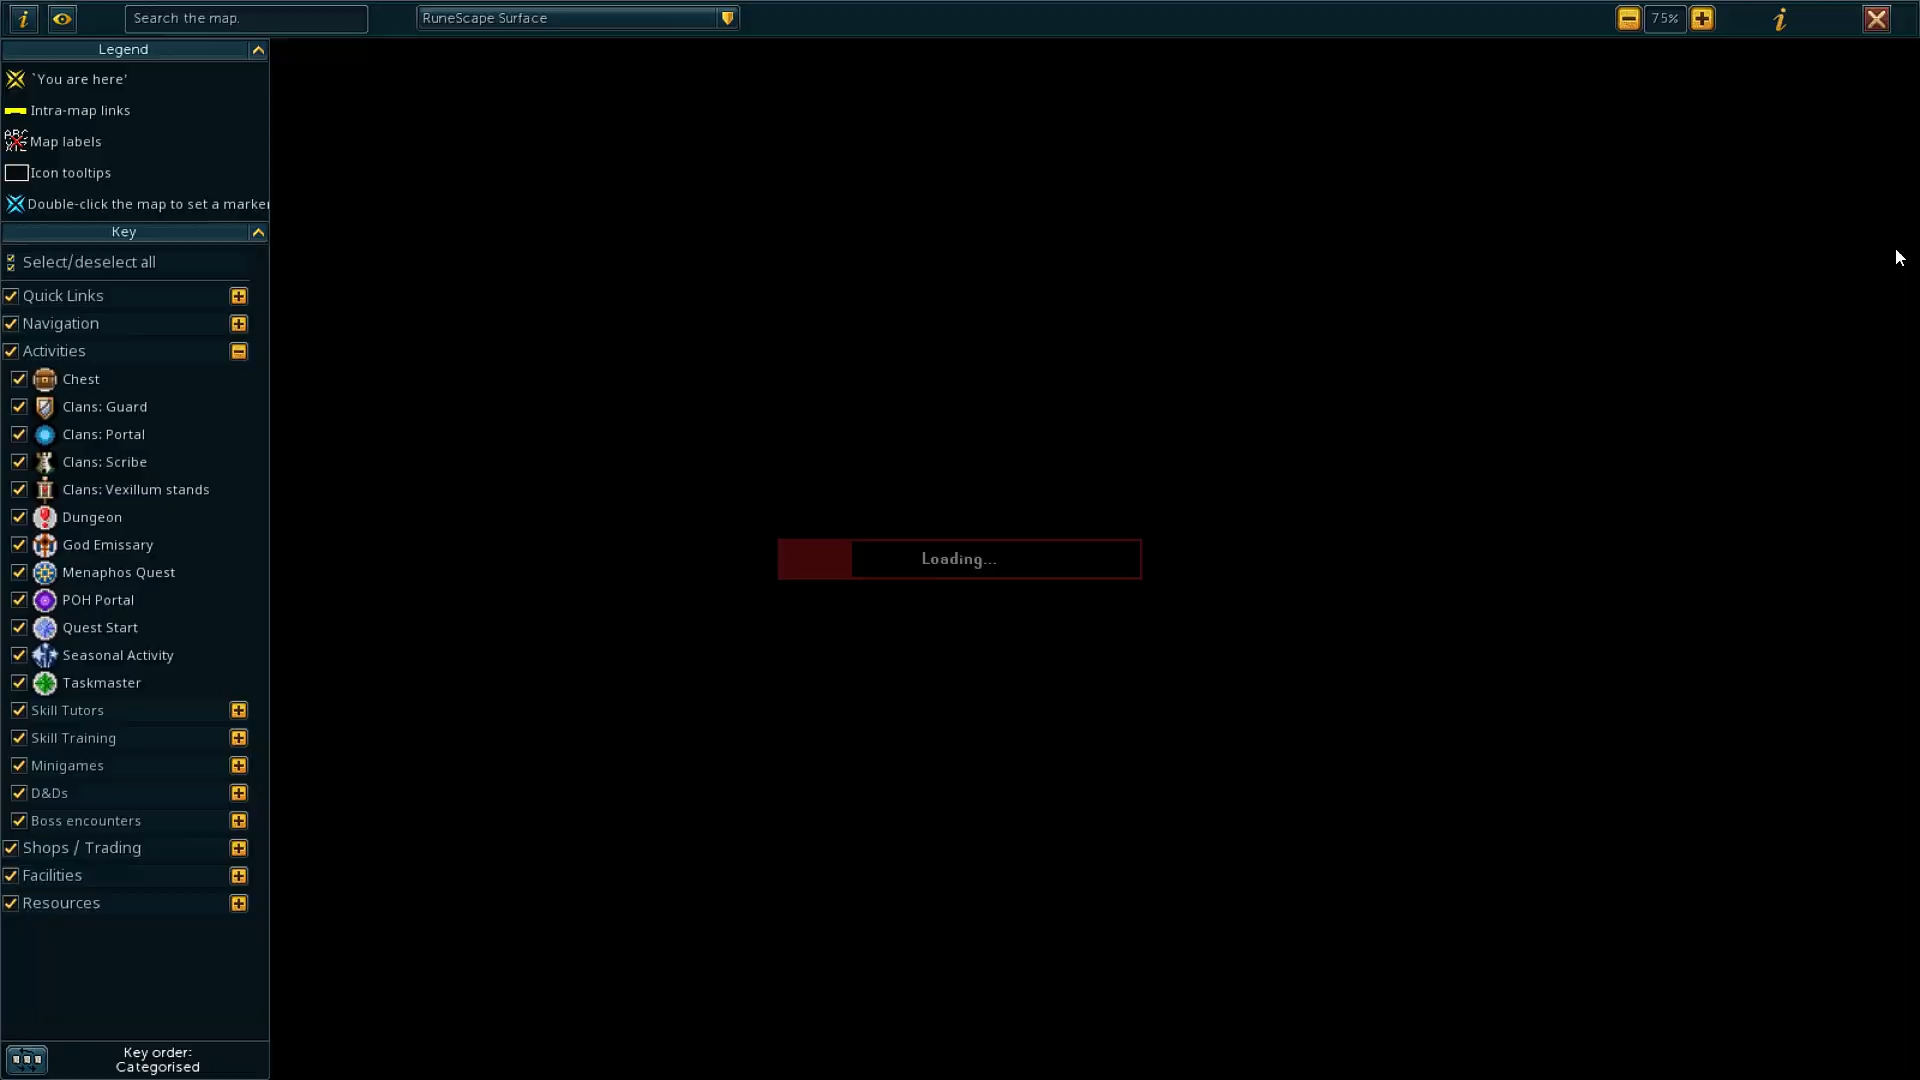 Search the map.
RuneScape Surface
75%
Legend
`You are here'
Intra-map links
ABC
XYZ
Map labels
Icon tooltips
Double-click the map to set a marker
Key
Select/deselect all
Quick Links
Navigation
Activities
Chest
Clans: Guard
Clans: Portal
Clans: Scribe
Clans: Vexillum stands
Dungeon
God Emissary
Menaphos Quest
POH Portal
Quest Start
Seasonal Activity
Taskmaster
Skill Tutors
Skill Training
Minigames
D&Ds
Boss encounters
Shops / Trading
Facilities
Resources
Loading...
Key order:
Categorised